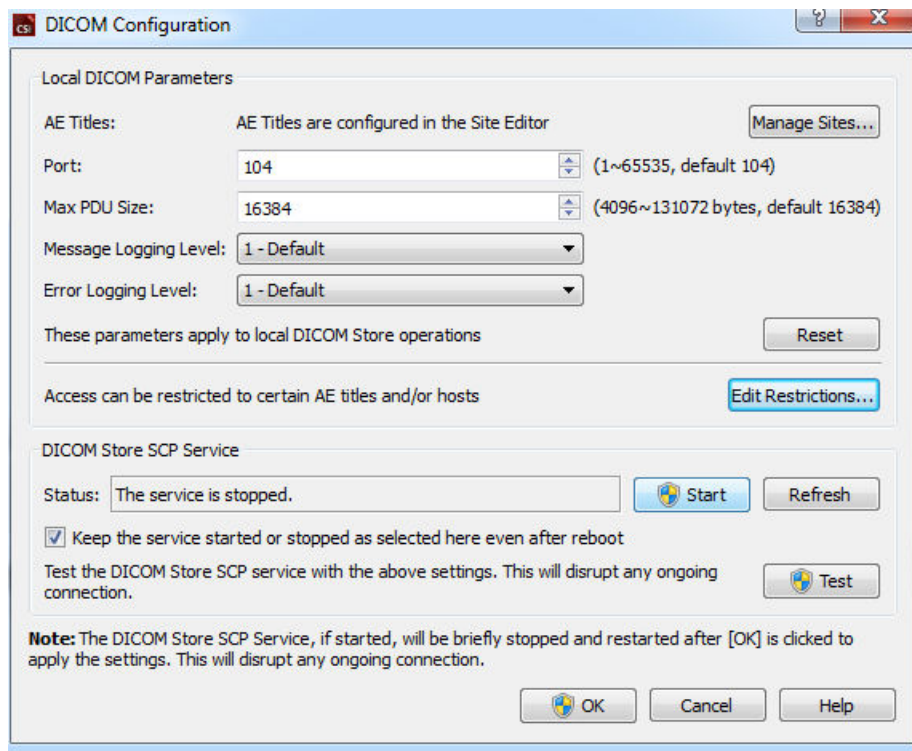 CSi DICOM Configuration
Local DICOM Parameters
AE Titles: AE Titles are configured in the Site Editor Manage Sites...
Port: 104 (1~65535, default 104)
Max PDU Size: 16384 (4096~131072 bytes, default 16384)
Message Logging Level: 1 - Default
Error Logging Level: 1 - Default
These parameters apply to local DICOM Store operations Reset
Access can be restricted to certain AE titles and/or hosts Edit Restrictions...
DICOM Store SCP Service
Status: The service is stopped. Start Refresh
Keep the service started or stopped as selected here even after reboot
Test the DICOM Store SCP service with the above settings. This will disrupt any ongoing
connection. Test
Note: The DICOM Store SCP Service, if started, will be briefly stopped and restarted after [OK] is clicked to
apply the settings. This will disrupt any ongoing connection.
OK Cancel Help